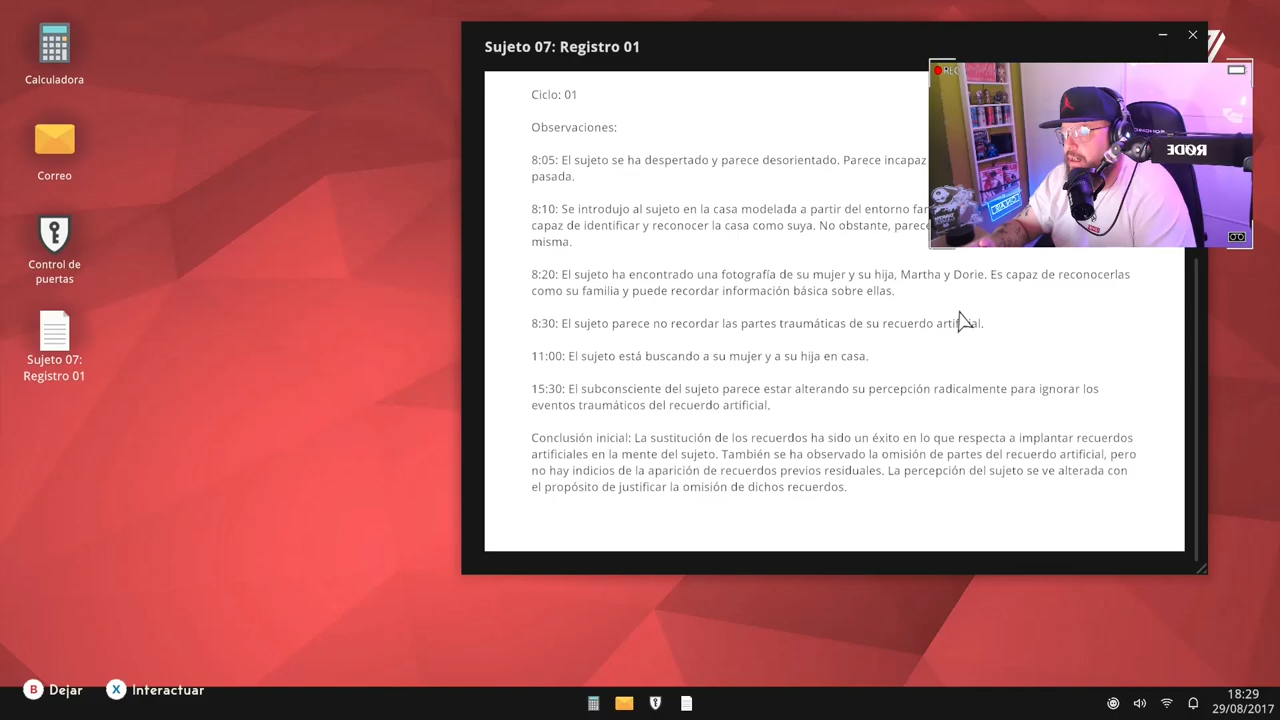 Sujeto 07: Registro 01
Calculadora
Correo
Control de
puertas
Sujeto 07:
Registro 01
Ciclo: 01
Observaciones:
8:05: El sujeto se ha despertado y parece desorientado. Parece incapaz
pasada.
8:10: Se introdujo al sujeto en la casa modelada a partir del entorno
capaz de identificar y reconocer la casa como suya. No obstante,
misma.
8:20: El sujeto ha encontrado una fotografía de su mujer y su hija, Martha y Dorie. Es capaz de reconocerlas
como su familia y puede recordar información básica sobre ellas.
8:30: El sujeto parece no recordar las partes traumáticas de su recuerdo artificial.
11:00: El sujeto está buscando a su mujer y a su hija en casa.
15:30: El subconsciente del sujeto parece estar alterando su percepción radicalmente para ignorar los
eventos traumáticos del recuerdo artificial.
Conclusión inicial: La sustitución de los recuerdos ha sido un éxito en lo que respecta a implantar recuerdos
artificiales en la mente del sujeto. También se ha observado la omisión de partes del recuerdo artificial, pero
no hay indicios de la aparición de recuerdos previos residuales. La percepción del sujeto se ve alterada con
el propósito de justificar la omisión de dichos recuerdos.
REC
RØDE
B Dejar
X Interactuar
18:29
29/08/2017